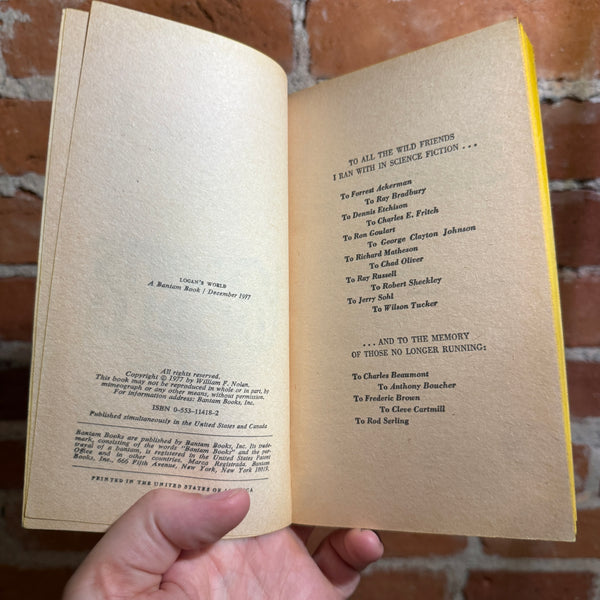 LOGAN'S WORLD
A Bantam Book / December 1977
All rights reserved.
Copyright © 1977 by William F. Nolan.
This book may not be reproduced in whole or in part, by
mimeograph or any other means, without permission.
For information address: Bantam Books, Inc.
ISBN 0-553-11418-2
Published simultaneously in the United States and Canada
Bantam Books are published by Bantam Books, Inc. Its trade-
mark, consisting of the words "Bantam Books" and the por-
trayal of a bantam, is registered in the United States Patent
Office and in other countries. Marca Registrada. Bantam
Books, Inc., 666 Fifth Avenue, New York, New York 10019.
PRINTED IN THE UNITED STATES OF AMERICA
TO ALL THE WILD FRIENDS
I RAN WITH IN SCIENCE FICTION . . .
To Forrest Ackerman
To Ray Bradbury
To Dennis Etchison
To Charles E. Fritch
To Ron Goulart
To George Clayton Johnson
To Richard Matheson
To Chad Oliver
To Ray Russell
To Robert Sheckley
To Jerry Sohl
To Wilson Tucker
. . . AND TO THE MEMORY
OF THOSE NO LONGER RUNNING:
To Charles Beaumont
To Anthony Boucher
To Frederic Brown
To Cleve Cartmill
To Rod Serling